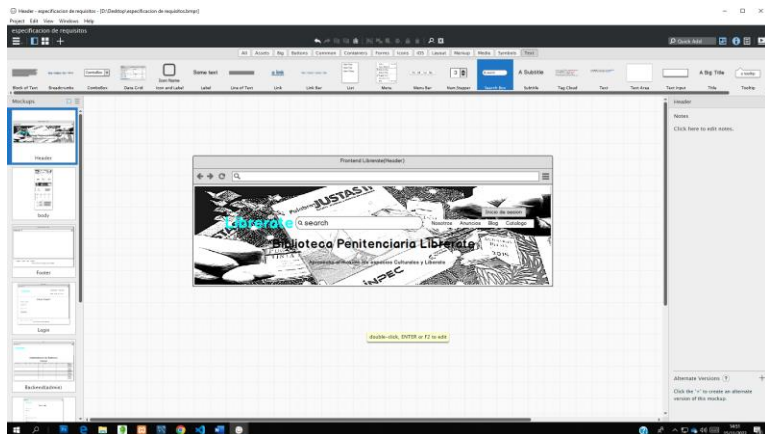 Header - especificacion de requisitos - [D:\Desktop\especificacion de requisitos.bmpr]
Project Edit View Windows Help
especificacion de requisitos
Quick Add
All Assets Big Buttons Common Containers Forms Icons iOS Layout Markup Media Symbols Text
Icon Name
Some text
a link
3
A Subtitle
A Big Title
Block of Text Breadcrumbs ComboBox Data Grid Icon and Label Label Line of Text Link Link Bar List Menu Menu Bar Num Stepper Search Box Subtitle Tag Cloud Text Text Area Text Input Title Tooltip
Mockups
Header
body
Footer
Login
Backend(admin)
Frontend Librerate(Header)
JUSTAS
Iniciar de sesion
Librerate
search
Nosotros Anuncios Blog Catalogo
Biblioteca Penitenciaria Librerate
INPEC
double-click, ENTER or F2 to edit
Header
Notes
Click here to edit notes.
Alternate Versions ?
Click the '+' to create an alternate
version of this mockup.